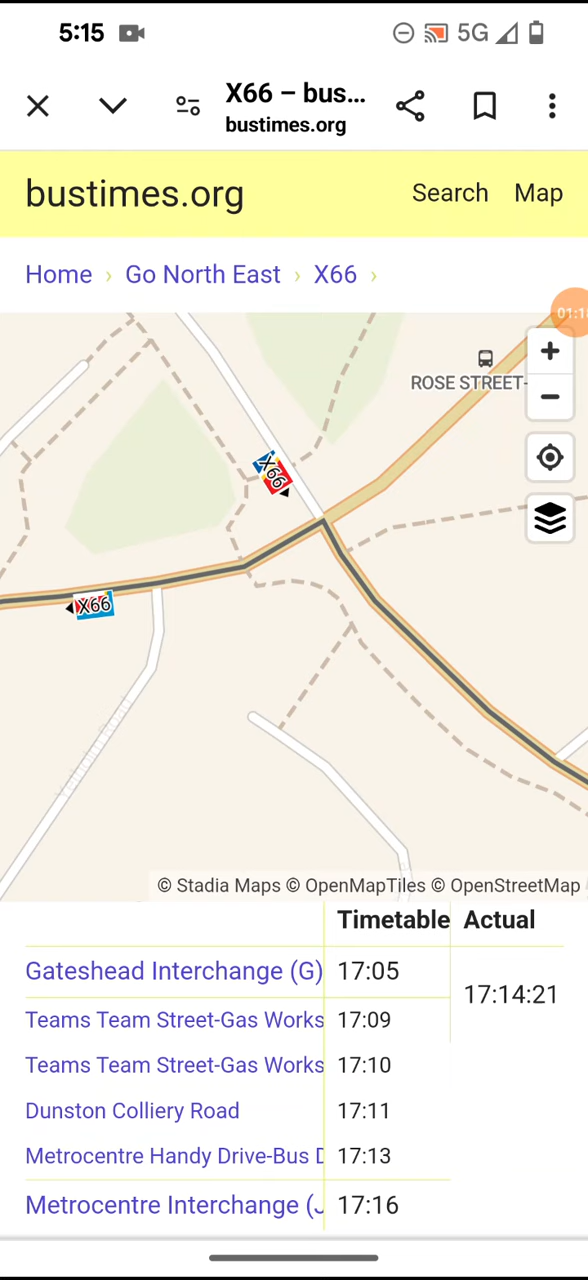 5:15 5G
X66 – bus...
bustimes.org
bustimes.org Search Map
Home › Go North East › X66 ›
01:1
+
ROSE STREET-
−
X66
X66
© Stadia Maps © OpenMapTiles © OpenStreetMap
Timetable Actual
Gateshead Interchange (G) 17:05
17:14:21
Teams Team Street-Gas Works 17:09
Teams Team Street-Gas Works 17:10
Dunston Colliery Road 17:11
Metrocentre Handy Drive-Bus 17:13
Metrocentre Interchange (J 17:16